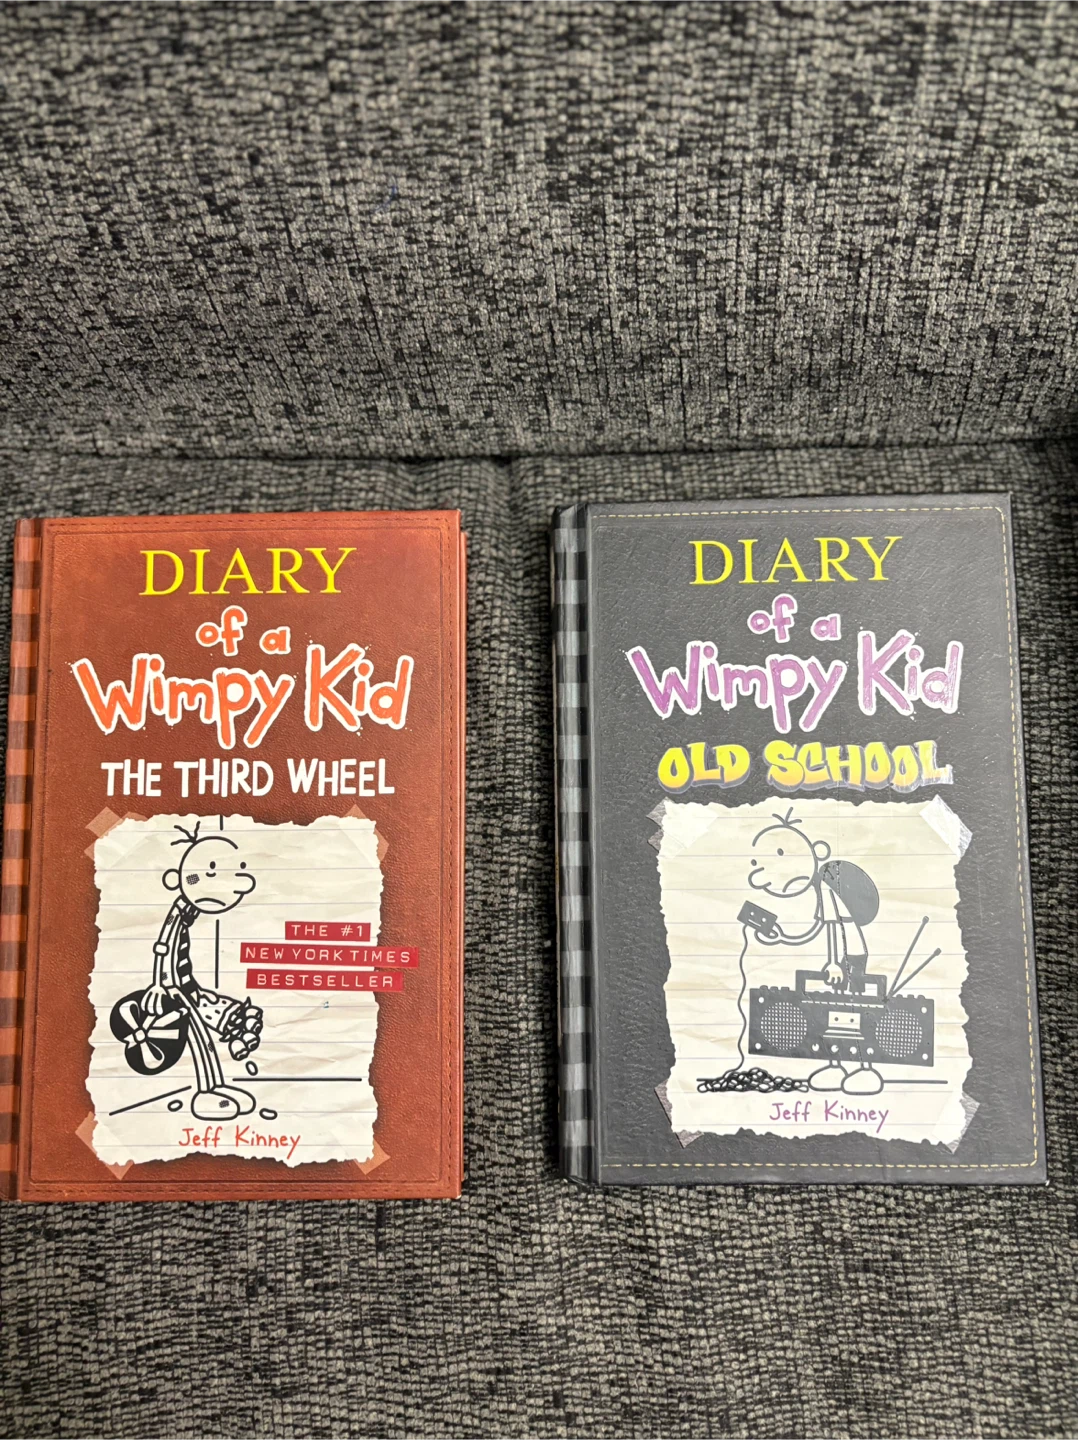 DIARY
of a
Wimpy Kid
THE THIRD WHEEL
THE #1
NEW YORK TIMES
BESTSELLER
Jeff Kinney
DIARY
of a
Wimpy Kid
OLD SCHOOL
Jeff Kinney